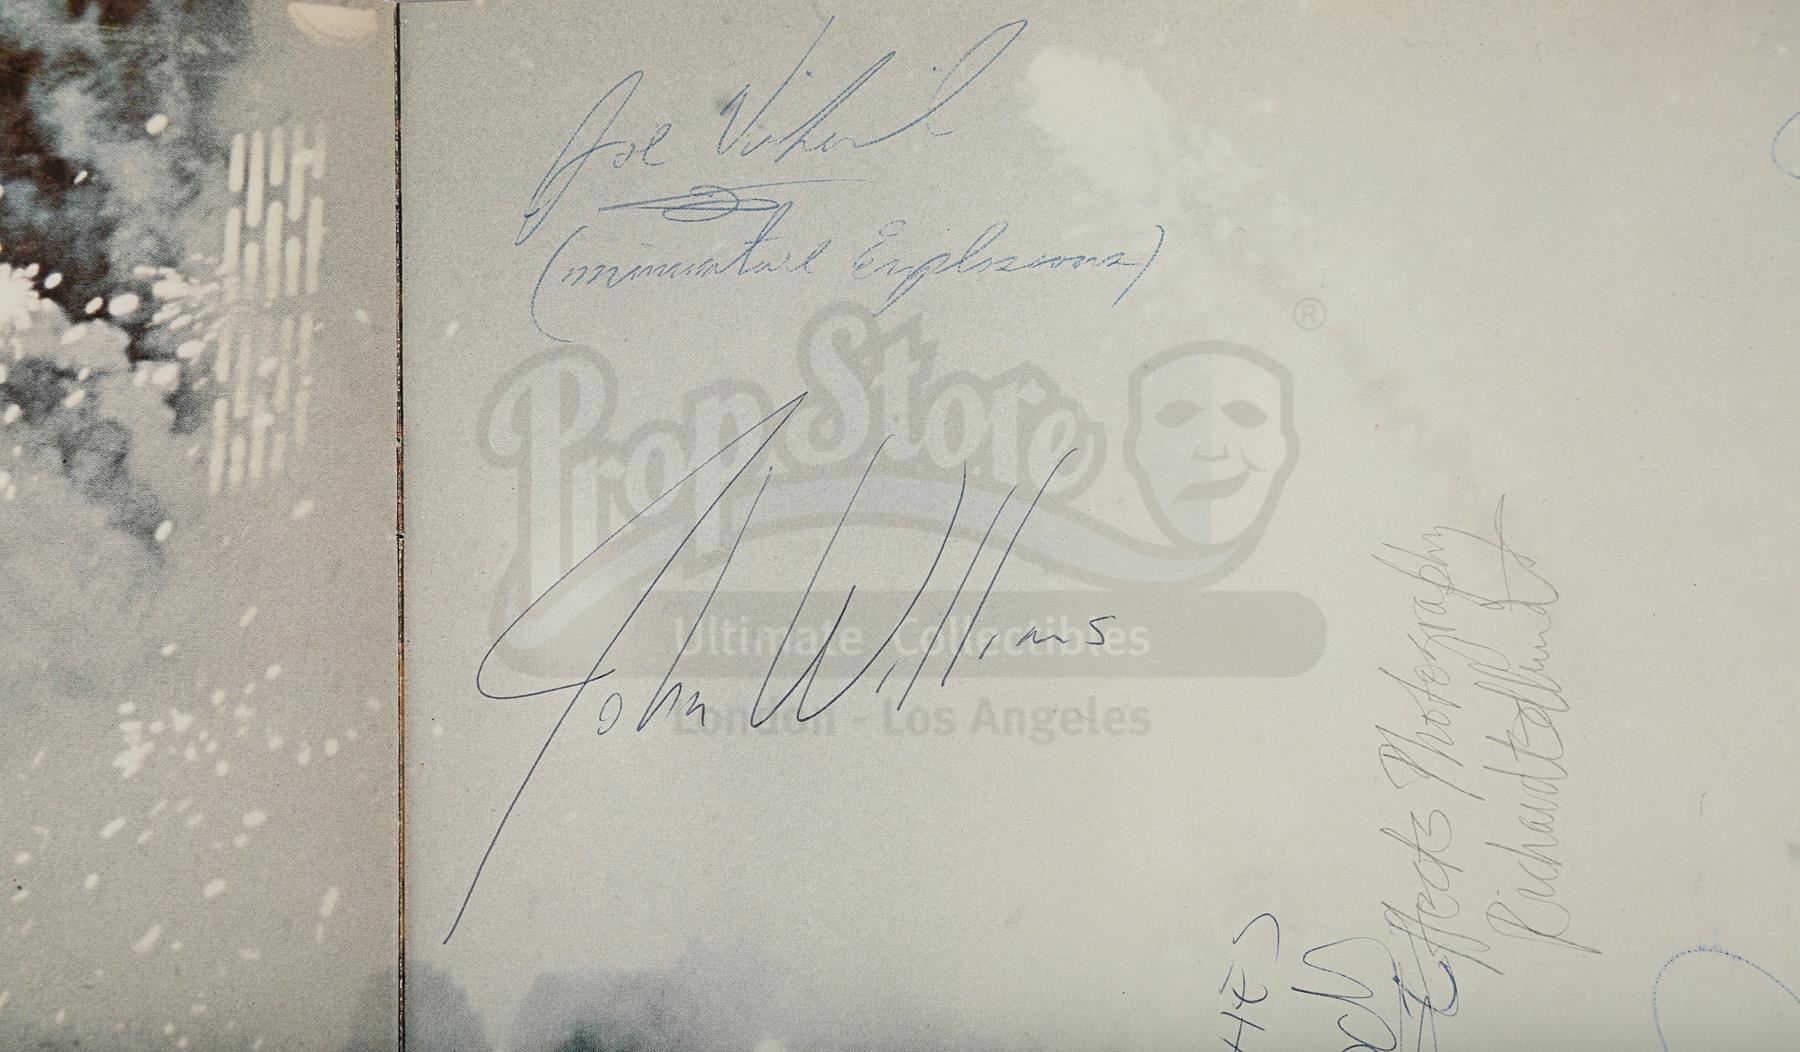 Joe Viskocil
(miniature Explosions)
Prop Store
®
Ultimate Collectibles
London - Los Angeles
John Williams
Effects Photography
Richard Edlund